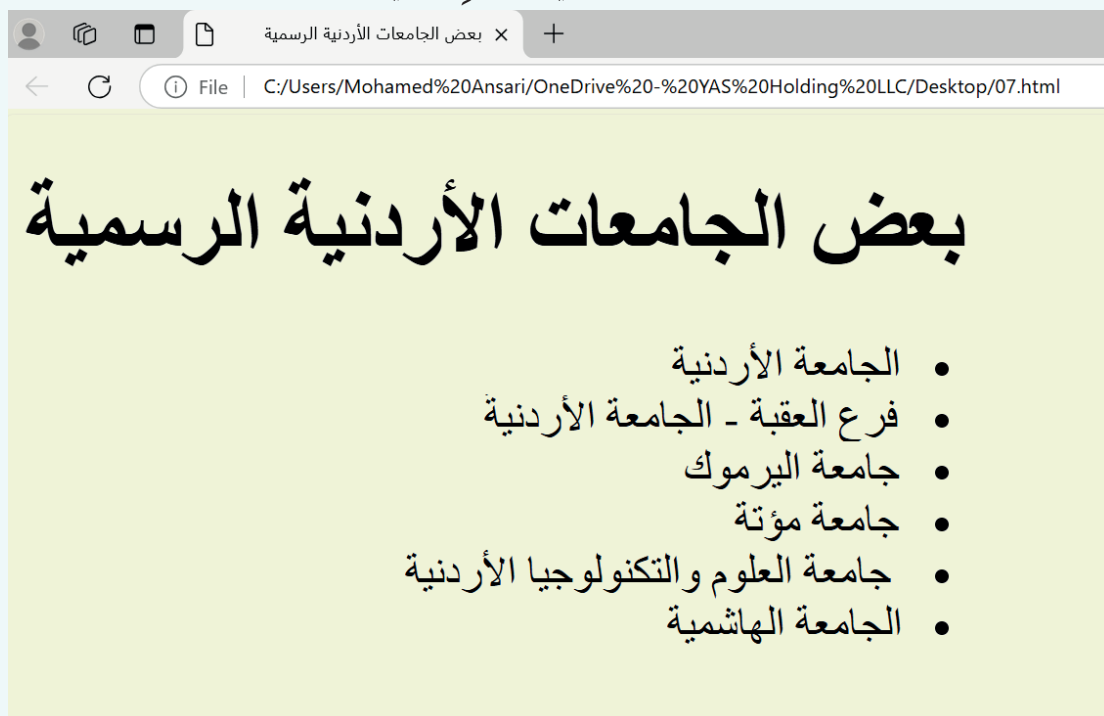 بعض الجامعات الأردنية الرسمية
File C:/Users/Mohamed%20Ansari/OneDrive%20-%20YAS%20Holding%20LLC/Desktop/07.html
بعض الجامعات الأردنية الرسمية
• الجامعة الأردنية
• فرع العقبة - الجامعة الأردنية
• جامعة اليرموك
• جامعة مؤتة
• جامعة العلوم والتكنولوجيا الأردنية
• الجامعة الهاشمية